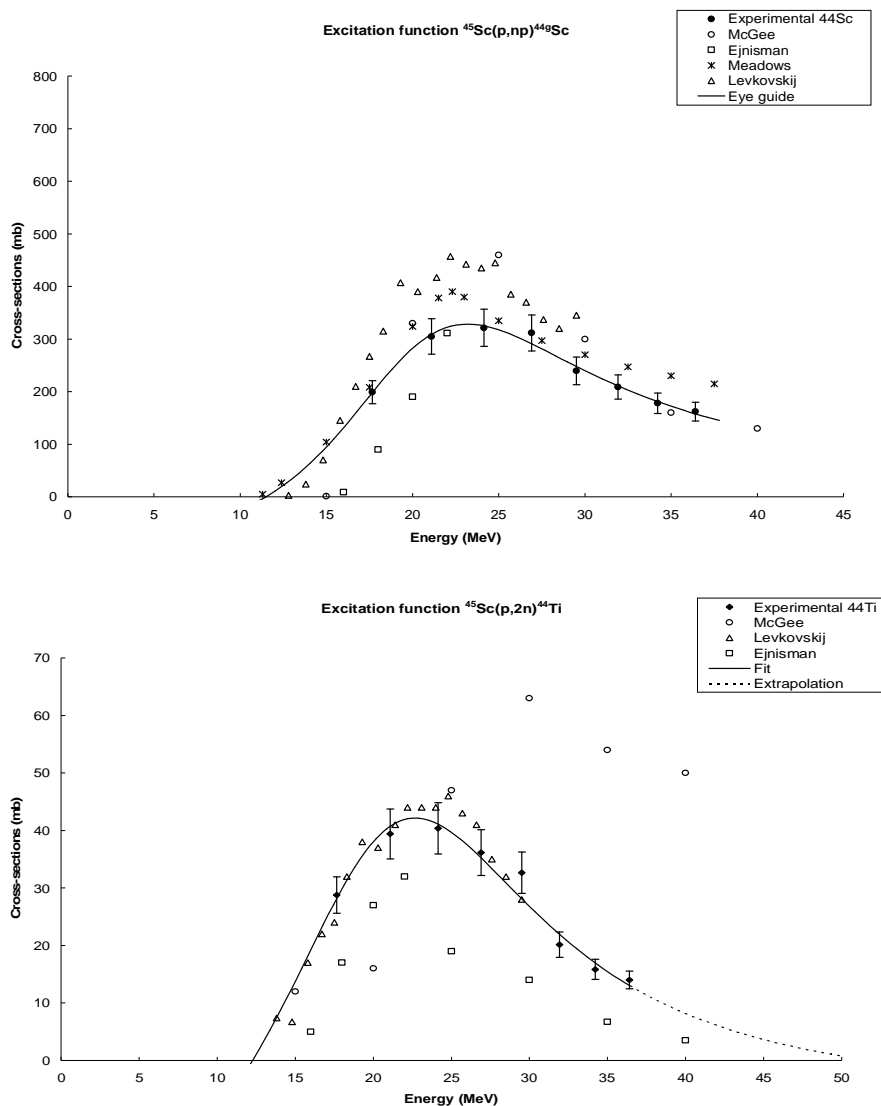 Excitation function ⁴⁵Sc(p,np)⁴⁴ᵍSc
Experimental 44Sc
McGee
Ejnisman
Meadows
Levkovskij
Eye guide
Cross-sections (mb)
800
700
600
500
400
300
200
100
0
0 5 10 15 20 25 30 35 40 45
Energy (MeV)
Excitation function ⁴⁵Sc(p,2n)⁴⁴Ti
Experimental 44Ti
McGee
Levkovskij
Ejnisman
Fit
Extrapolation
Cross-sections (mb)
70
60
50
40
30
20
10
0
0 5 10 15 20 25 30 35 40 45 50
Energy (MeV)